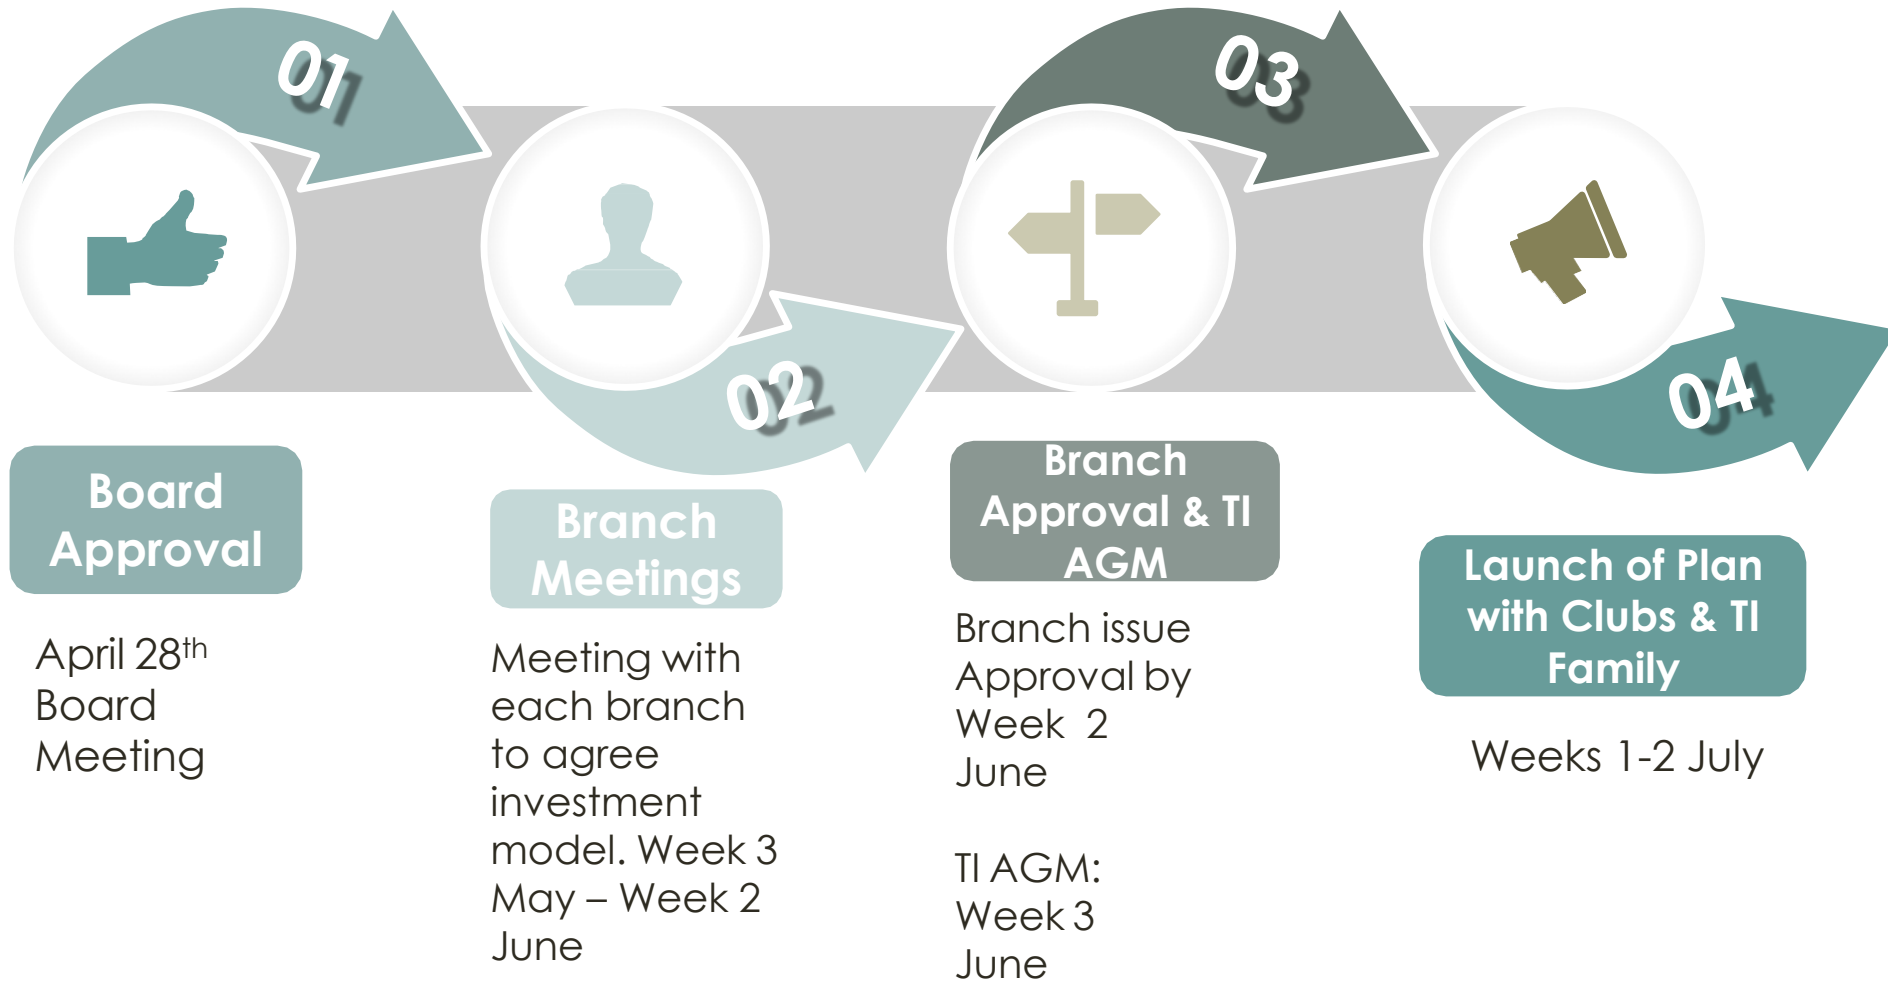 01
02
03
04
Board
Approval
April 28th
Board
Meeting
Branch
Meetings
Meeting with
each branch
to agree
investment
model. Week 3
May – Week 2
June
Branch
Approval & TI
AGM
Branch issue
Approval by
Week 2
June
TI AGM:
Week 3
June
Launch of Plan
with Clubs & TI
Family
Weeks 1-2 July